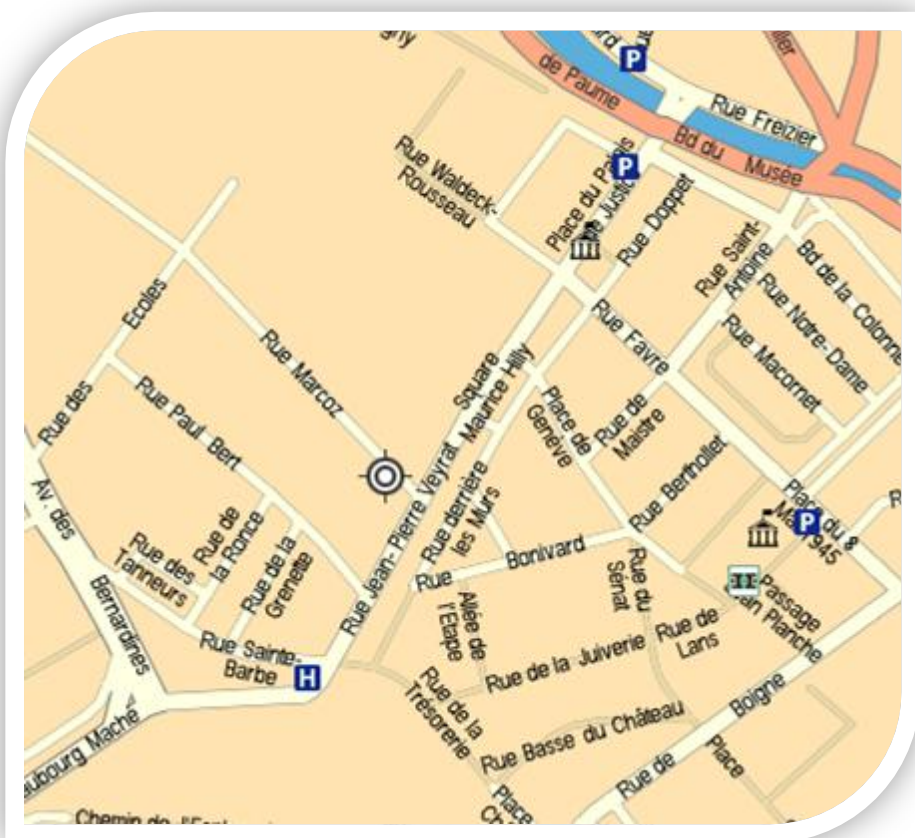 P
Rue Freizier
de Paume
Bd du Musée
Rue Waldeck-
Rousseau
P
Place du Palais
Justice
Rue Doppet
Rue Saint-
Antoine
Bd de la Colonne
Rue Notre-Dame
Rue Macornet
Rue Favre
Rue des Ecoles
Rue Marcoz
Square
Maurice Hilly
Rue Paul Bert
Place de
Genève
Rue de
Maistre
Rue Berthollet
Place du 8
P
Rue Jean-Pierre Veyrat
Rue derrière
les Murs
Av. des Bernardines
Rue des
Tanneurs
Rue de
la Ronce
Rue de la
Grenette
Rue Bonivard
Rue du
Sénat
Allée de
l'Etape
Passage
Planche
Rue de
Lans
Rue Sainte-
Barbe
H
Rue de la Juiverie
Rue de la
Trésorerie
Rue Basse du Château
Rue de Boigne
Place
Place
Maché
Chemin de